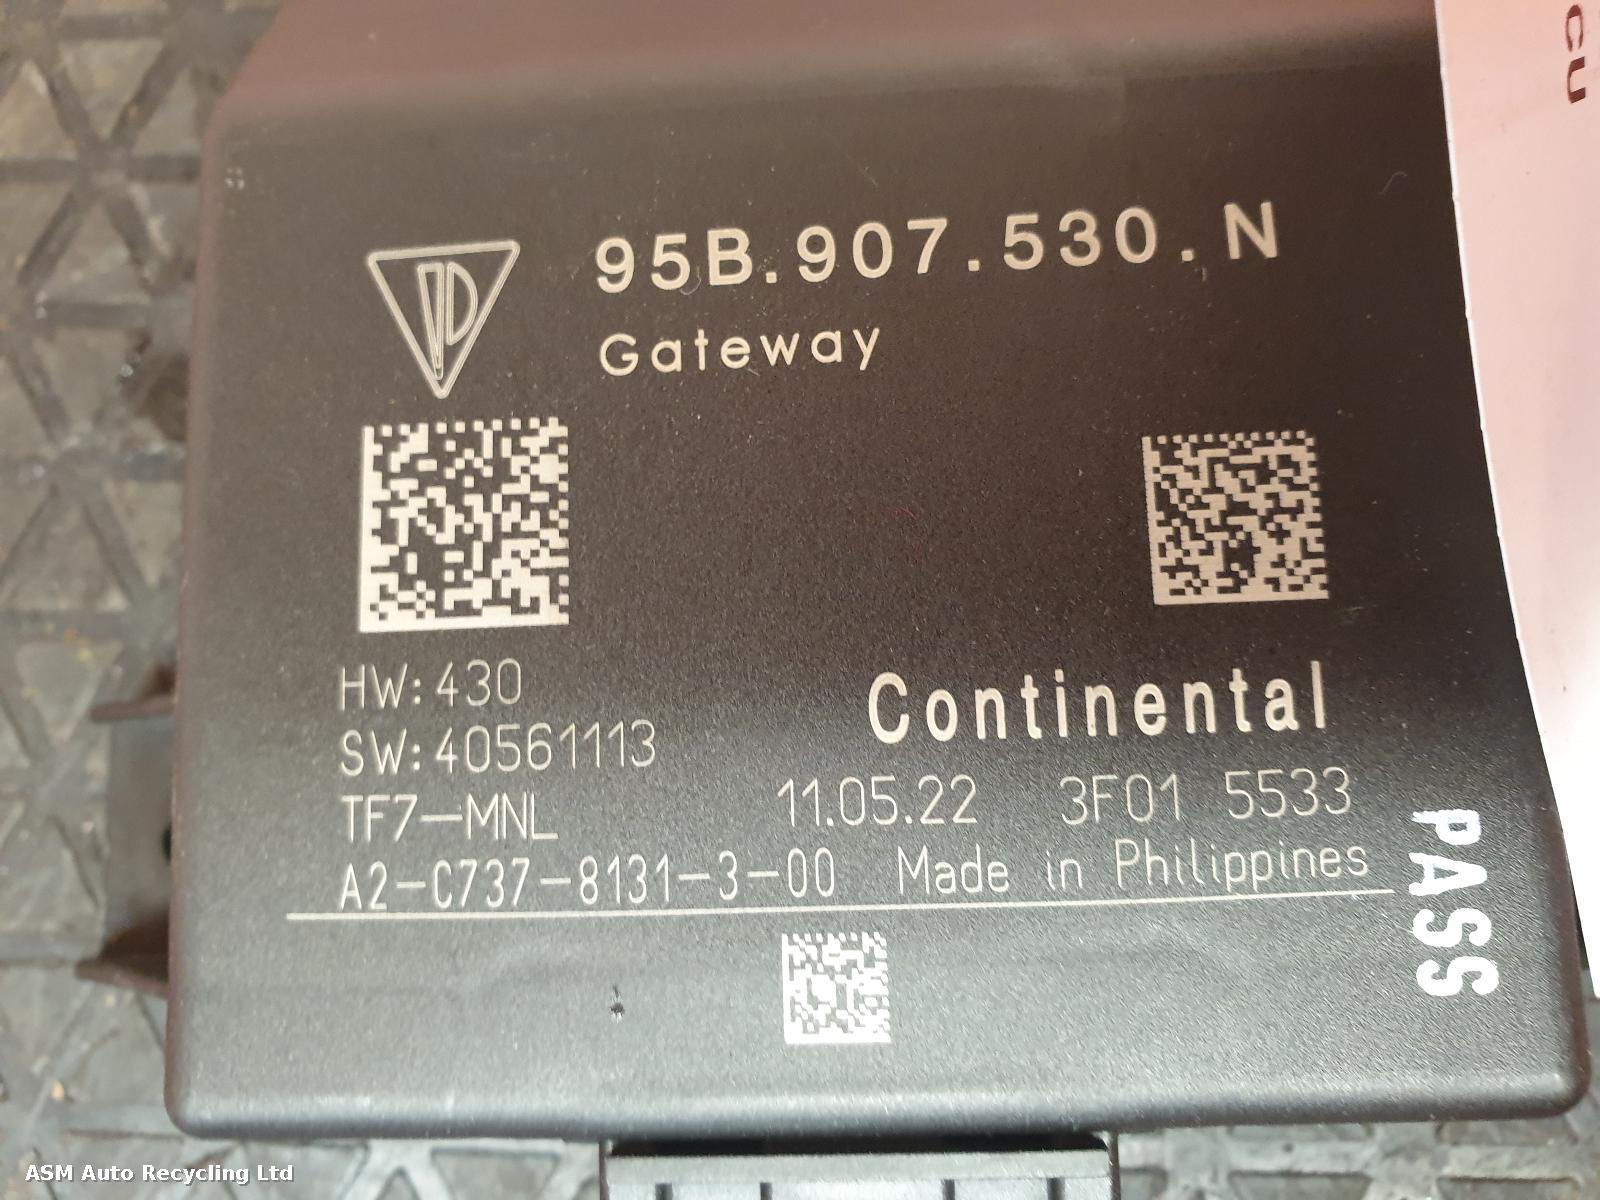 CU
95B.907.530.N
Gateway
HW:430
SW:40561113
Continental
TF7-MNL
11.05.22 3F01 5533
A2-C737-8131-3-00 Made in Philippines
PASS
ASM Auto Recycling Ltd